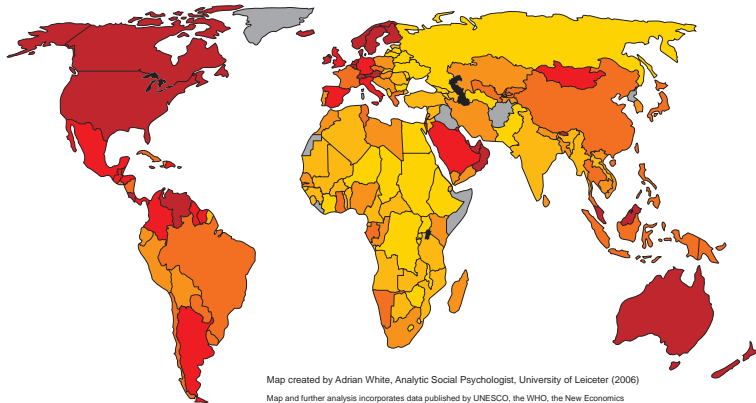 Map created by Adrian White, Analytic Social Psychologist, University of Leiceter (2006)
Map and further analysis incorporates data published by UNESCO, the WHO, the New Economics